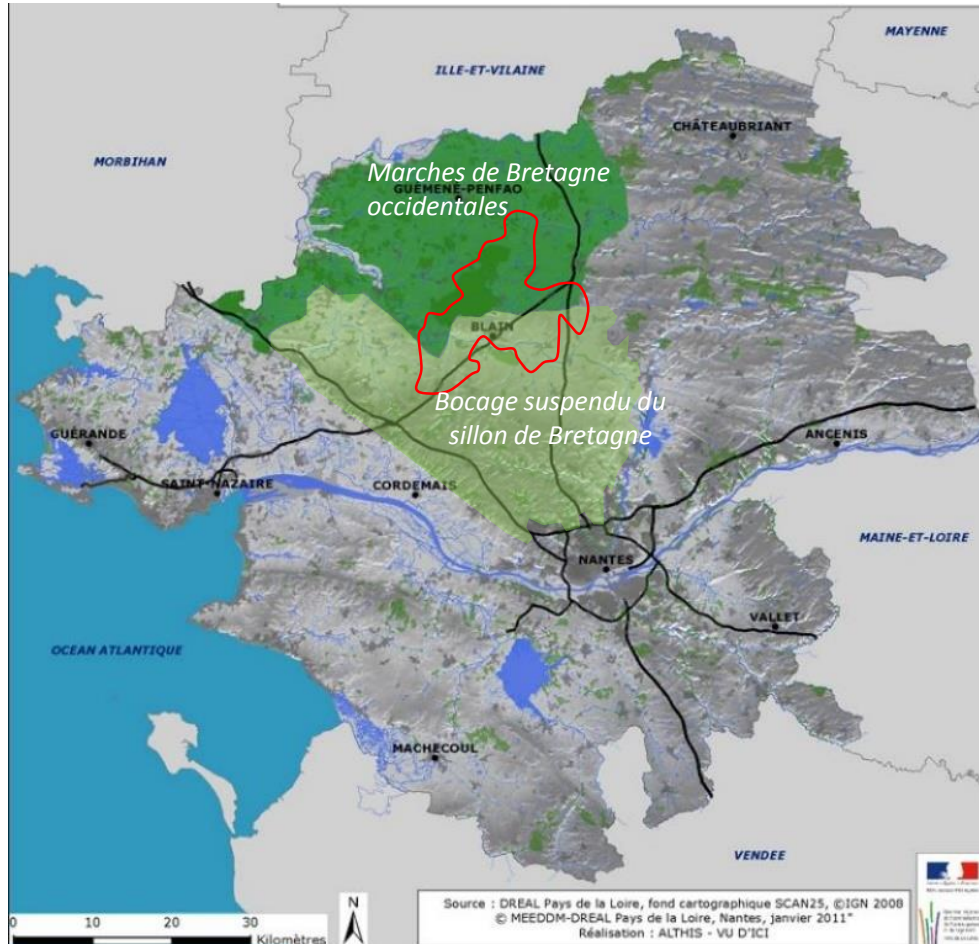 MAYENNE
ILLE-ET-VILAINE
CHÂTEAUBRIANT
MORBIHAN
Marches de Bretagne
GUÉMENÉ-PENFAO
occidentales
BLAIN
Bocage suspendu du
sillon de Bretagne
GUÉRANDE
ANCENIS
SAINT-NAZAIRE
CORDEMAIS
MAINE-ET-LOIRE
NANTES
VALLET
OCEAN ATLANTIQUE
MACHECOUL
VENDEE
0 10 20 30
Kilomètres
N
Source : DREAL Pays de la Loire, fond cartographique SCAN25, ©IGN 2008
© MEEDDM-DREAL Pays de la Loire, Nantes, janvier 2011"
Réalisation : ALTHIS - VU D'ICI